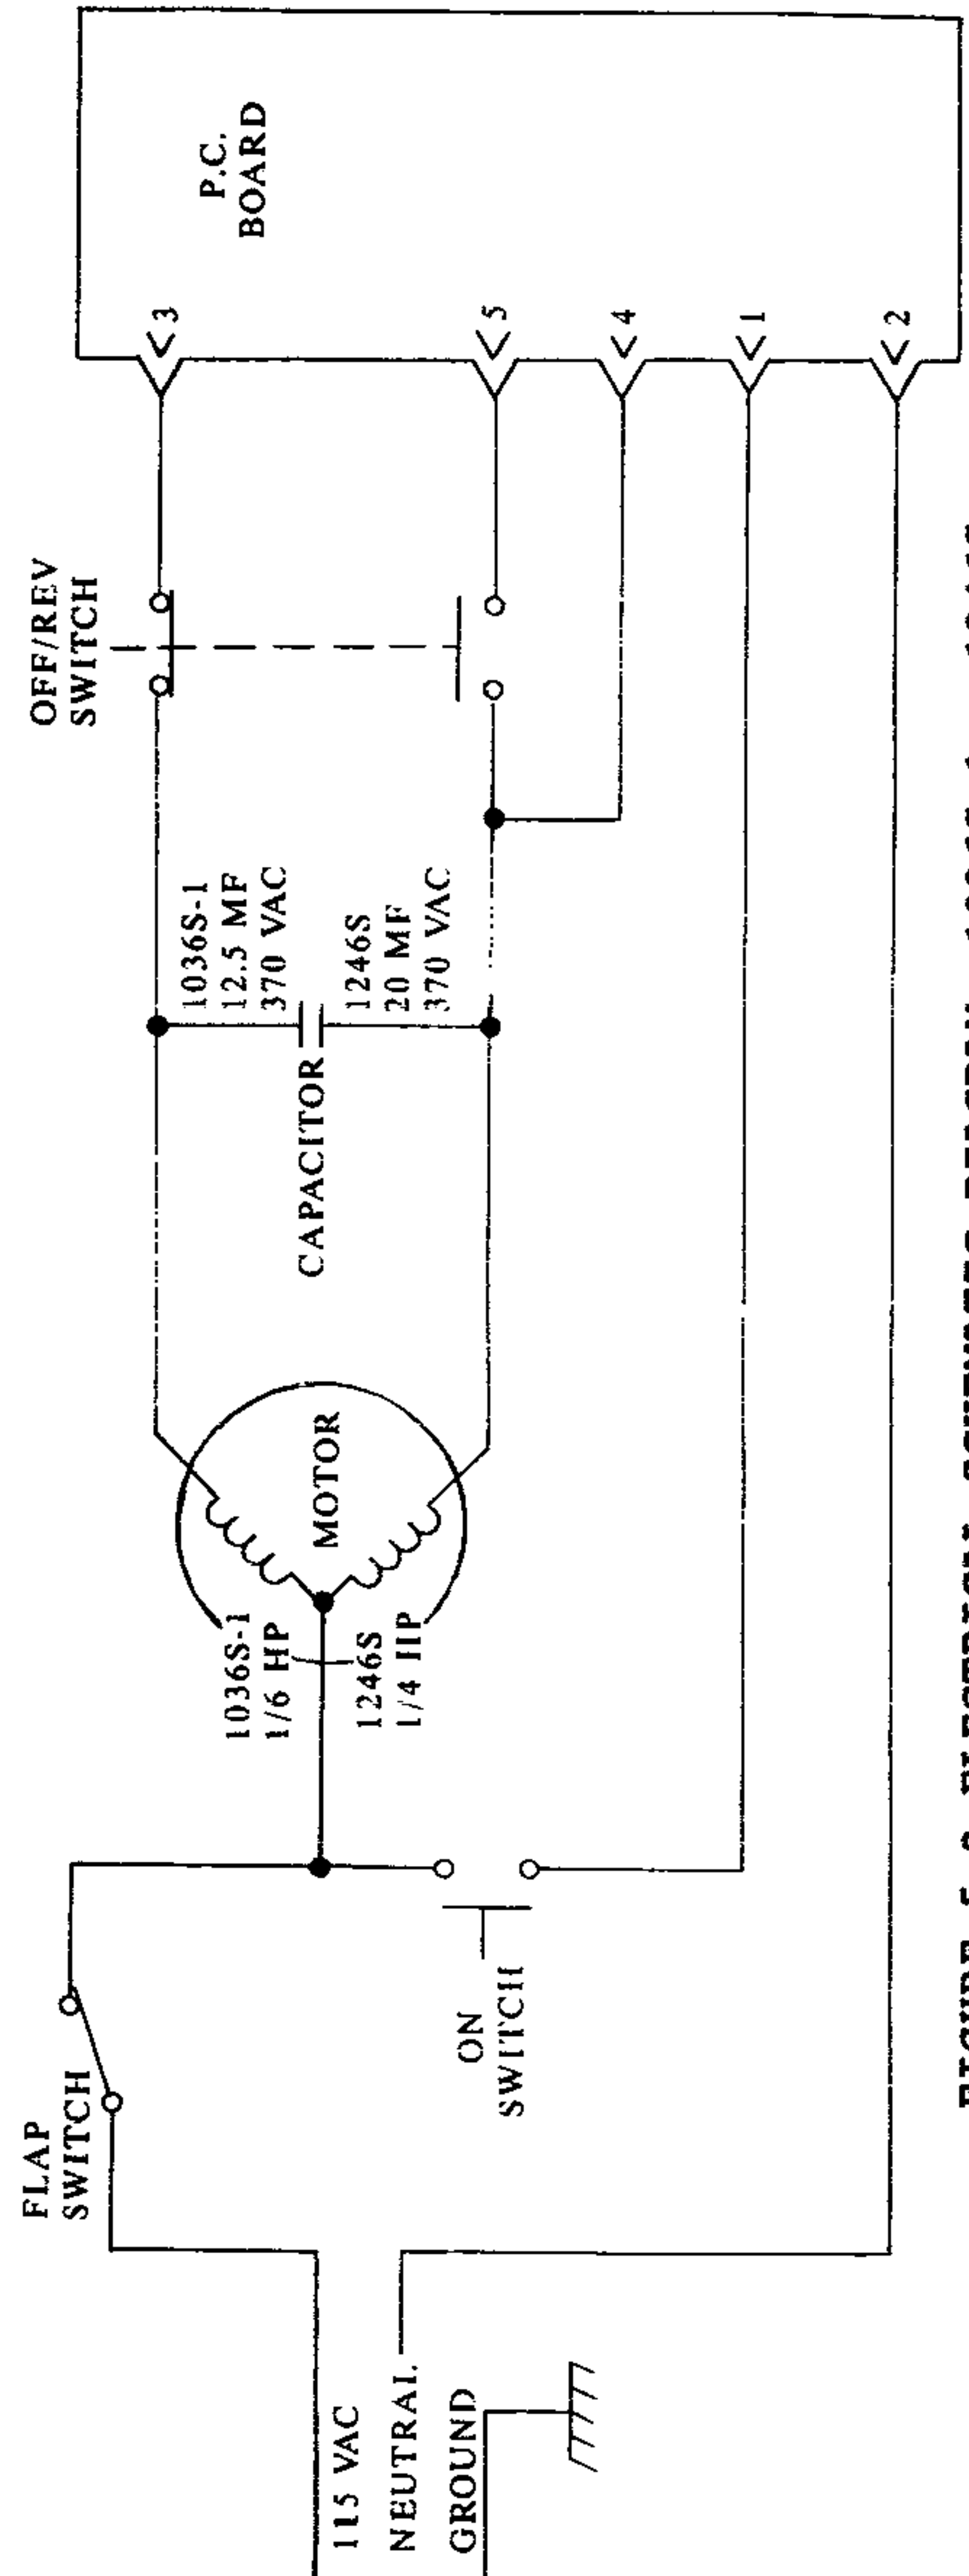 FLAP
SWITCH
115 VAC
NEUTRAL
GROUND
ON
SWITCH
1036S-1
1/6 HP
1246S
1/4 HP
MOTOR
CAPACITOR
1036S-1
12.5 MF
370 VAC
1246S
20 MF
370 VAC
OFF/REV
SWITCH
3
5
4
1
2
P.C.
BOARD